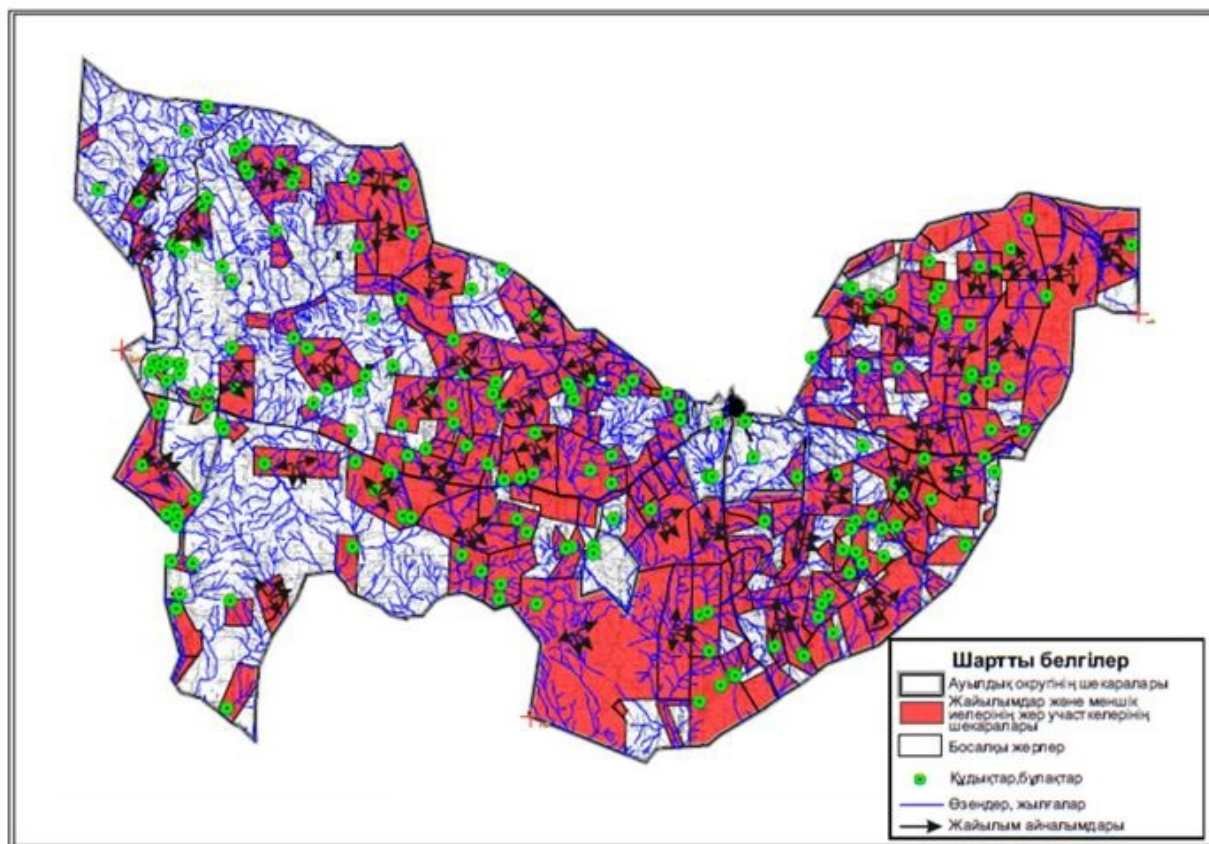 Шартты белгілер
Ауылдық округінің шекаралары
Жайылымдар және меншік
иелерінің жер участкелерінің
шекаралары
Босалқы жерлер
Құдықтар,бұлақтар
Өзендер, жылғалар
Жайылым айналымдары